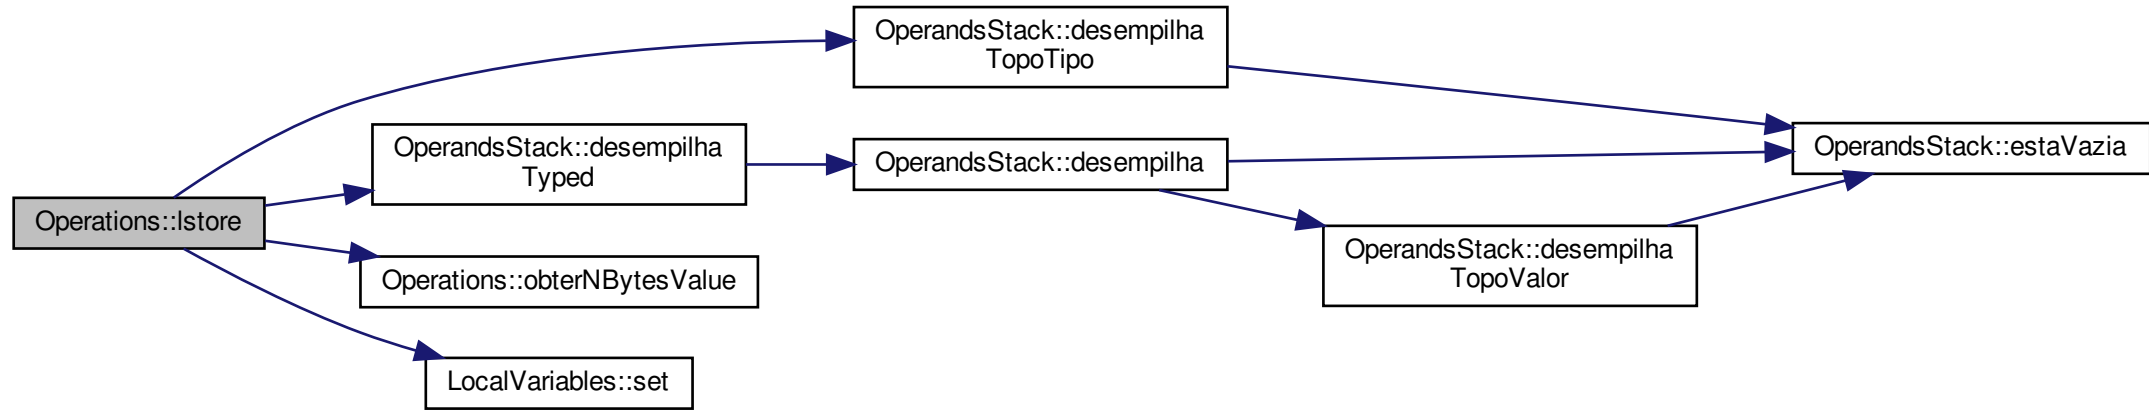 Operations::lstore
OperandsStack::desempilha
TopoTipo
OperandsStack::desempilha
Typed
Operations::obterNBytesValue
LocalVariables::set
OperandsStack::desempilha
OperandsStack::desempilha
TopoValor
OperandsStack::estaVazia